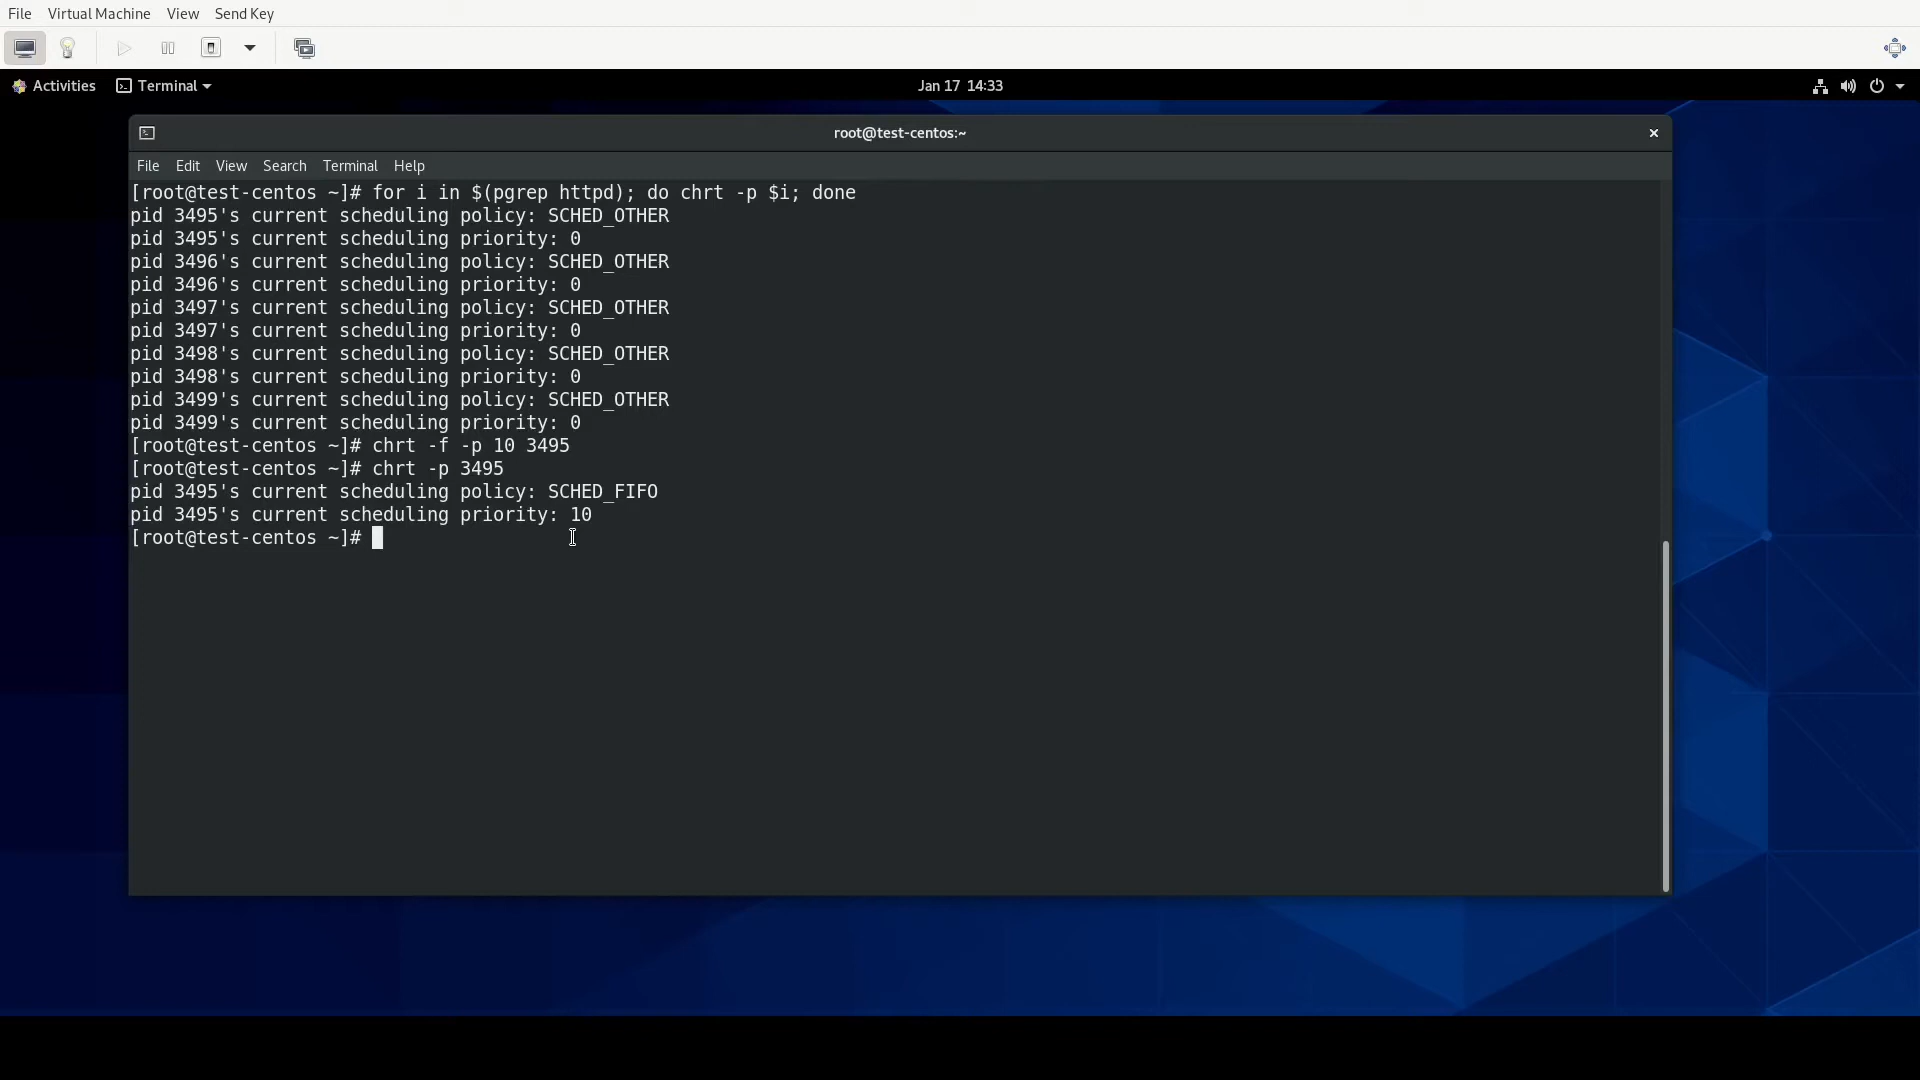 File Virtual Machine View Send Key
Activities Terminal Jan 17 14:33
root@test-centos:~
File Edit View Search Terminal Help
[root@test-centos ~]# for i in $(pgrep httpd); do chrt -p $i; done
pid 3495's current scheduling policy: SCHED_OTHER
pid 3495's current scheduling priority: 0
pid 3496's current scheduling policy: SCHED_OTHER
pid 3496's current scheduling priority: 0
pid 3497's current scheduling policy: SCHED_OTHER
pid 3497's current scheduling priority: 0
pid 3498's current scheduling policy: SCHED_OTHER
pid 3498's current scheduling priority: 0
pid 3499's current scheduling policy: SCHED_OTHER
pid 3499's current scheduling priority: 0
[root@test-centos ~]# chrt -f -p 10 3495
[root@test-centos ~]# chrt -p 3495
pid 3495's current scheduling policy: SCHED_FIFO
pid 3495's current scheduling priority: 10
[root@test-centos ~]#